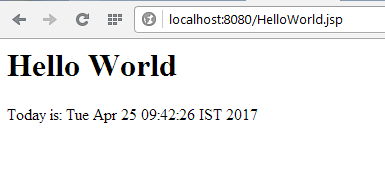 localhost:8080/HelloWorld.jsp
Hello World
Today is: Tue Apr 25 09:42:26 IST 2017